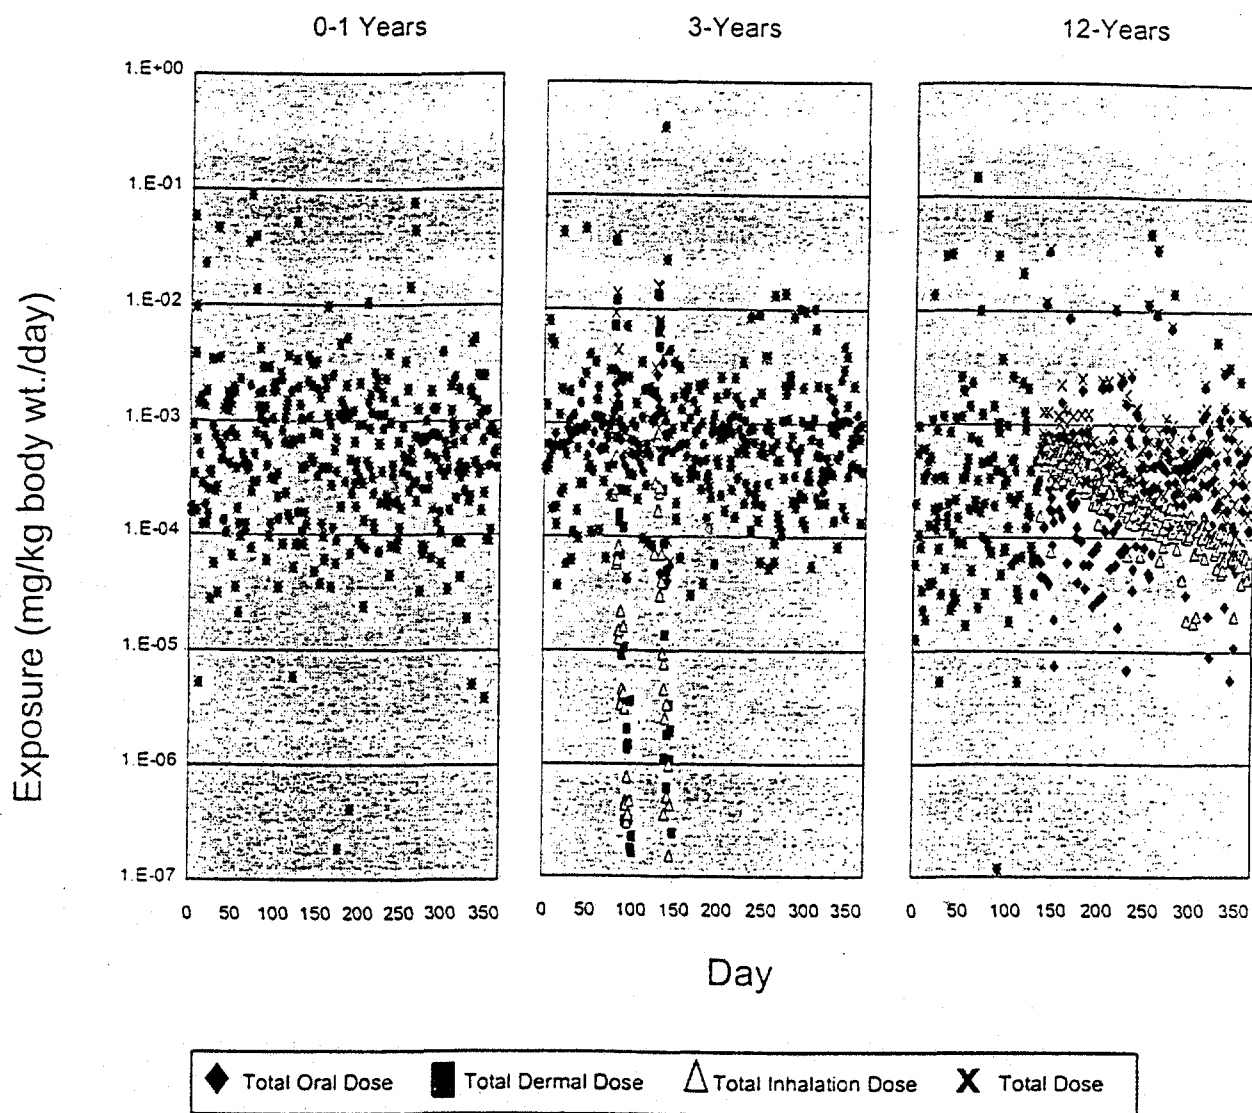 0-1 Years 3-Years 12-Years
1.E+00
1.E-01
1.E-02
1.E-03
1.E-04
1.E-05
1.E-06
1.E-07
Exposure (mg/kg body wt./day)
0 50 100 150 200 250 300 350 0 50 100 150 200 250 300 350 0 50 100 150 200 250 300 350
Day
Total Oral Dose Total Dermal Dose Total Inhalation Dose X Total Dose